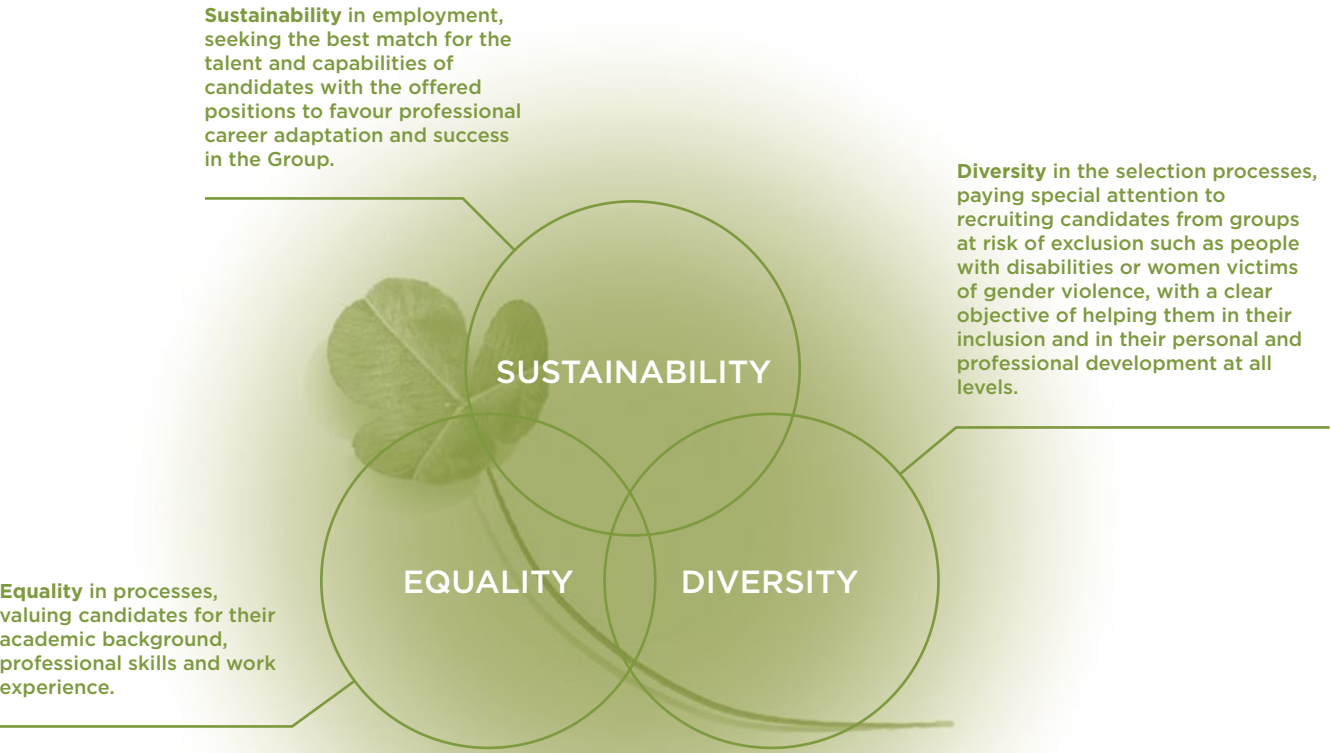 Sustainability in employment,
seeking the best match for the
talent and capabilities of
candidates with the offered
positions to favour professional
career adaptation and success
in the Group.
Diversity in the selection processes,
paying special attention to
recruiting candidates from groups
at risk of exclusion such as people
with disabilities or women victims
of gender violence, with a clear
objective of helping them in their
inclusion and in their personal and
professional development at all
levels.
SUSTAINABILITY
EQUALITY
DIVERSITY
Equality in processes,
valuing candidates for their
academic background,
professional skills and work
experience.